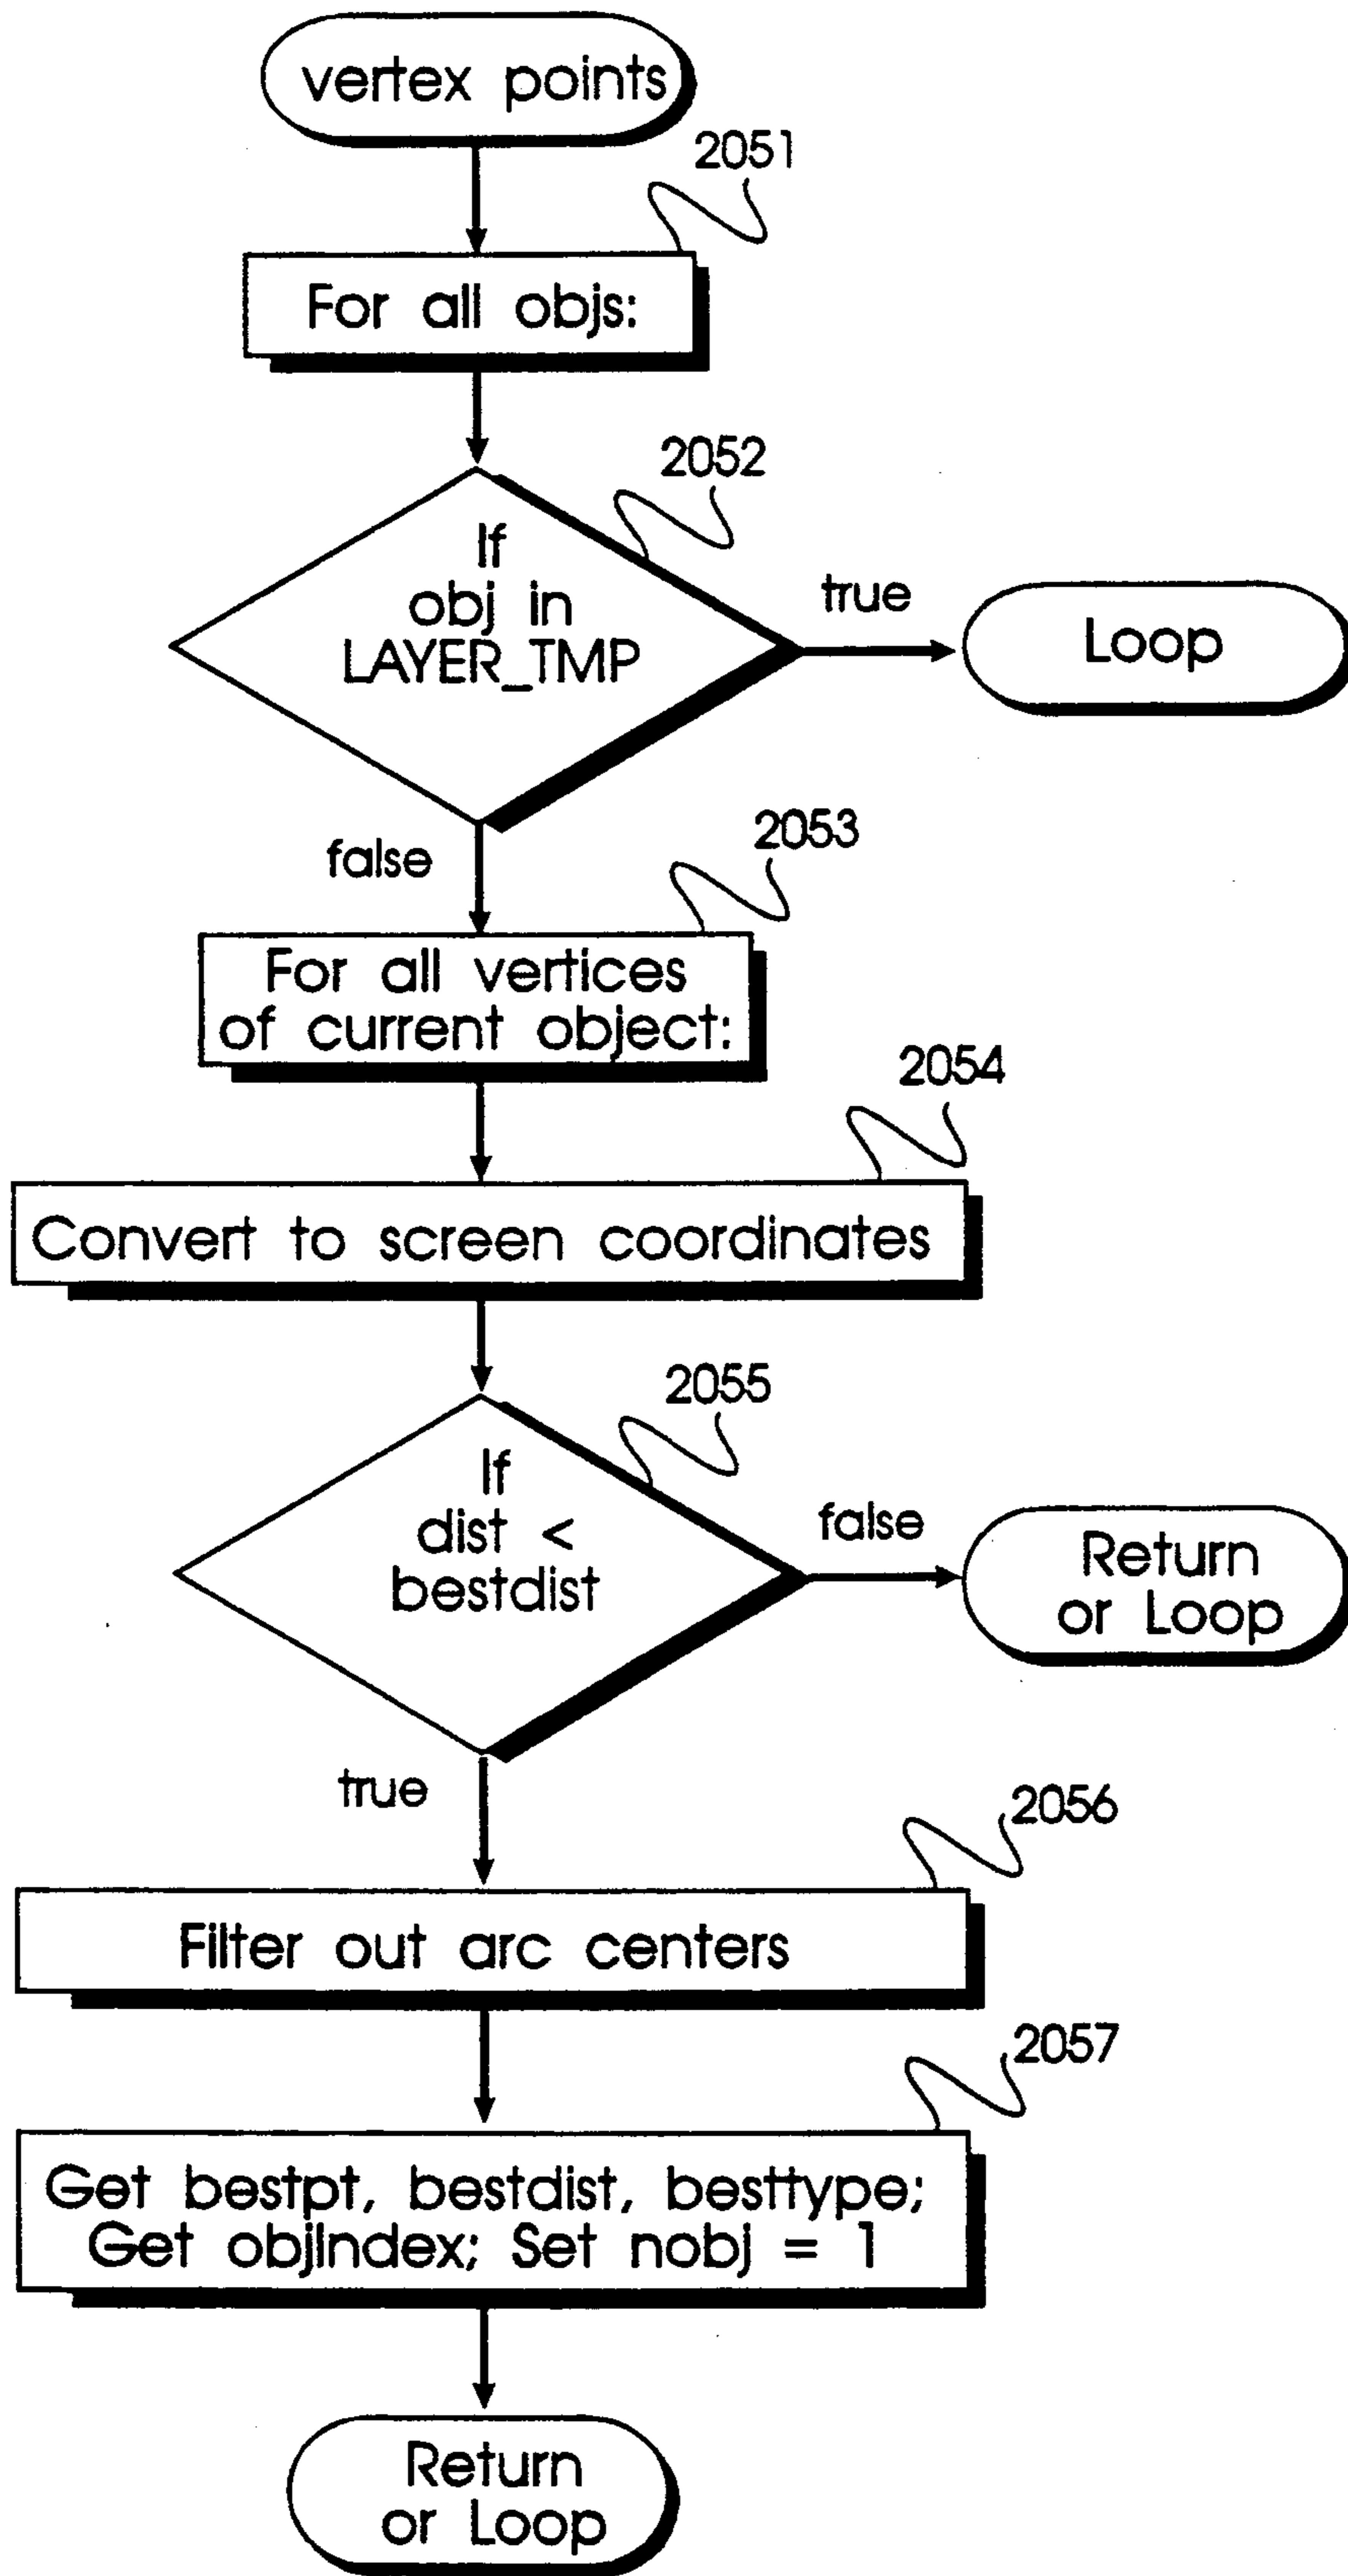 vertex points
2051
For all objs:
2052
If
obj in
LAYER_TMP
true
Loop
false
2053
For all vertices
of current object:
2054
Convert to screen coordinates
2055
If
dist <
bestdist
false
Return
or Loop
true
2056
Filter out arc centers
2057
Get bestpt, bestdist, besttype;
Get objIndex; Set nobj = 1
Return
or Loop